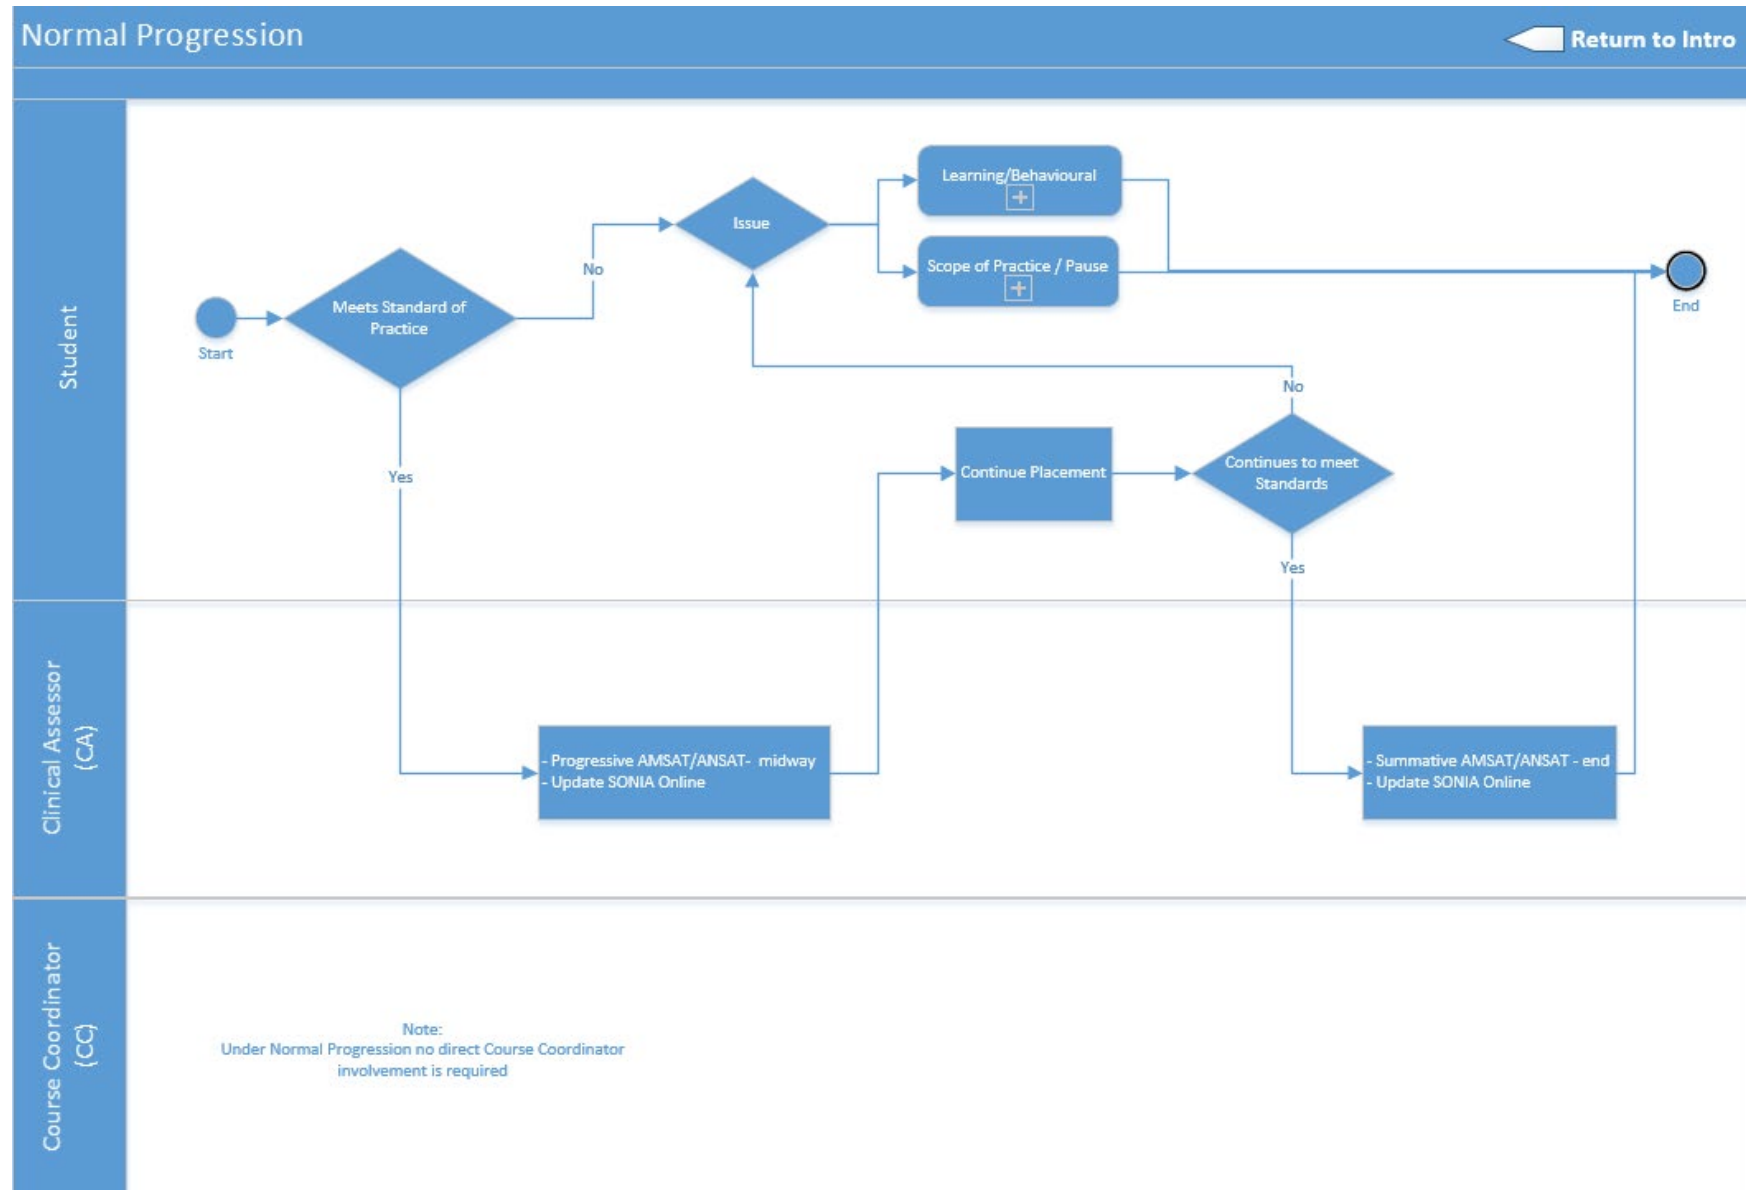 Normal Progression
Return to Intro
Student
Start
Meets Standard of
Practice
No
Yes
Issue
Learning/Behavioural
Scope of Practice / Pause
End
Continue Placement
Continues to meet
Standards
No
Yes
Clinical Assessor
(CA)
- Progressive AMSAT/ANSAT-  midway
- Update SONIA Online
- Summative AMSAT/ANSAT - end
- Update SONIA Online
Course Coordinator
(CC)
Note:
Under Normal Progression no direct Course Coordinator
involvement is required